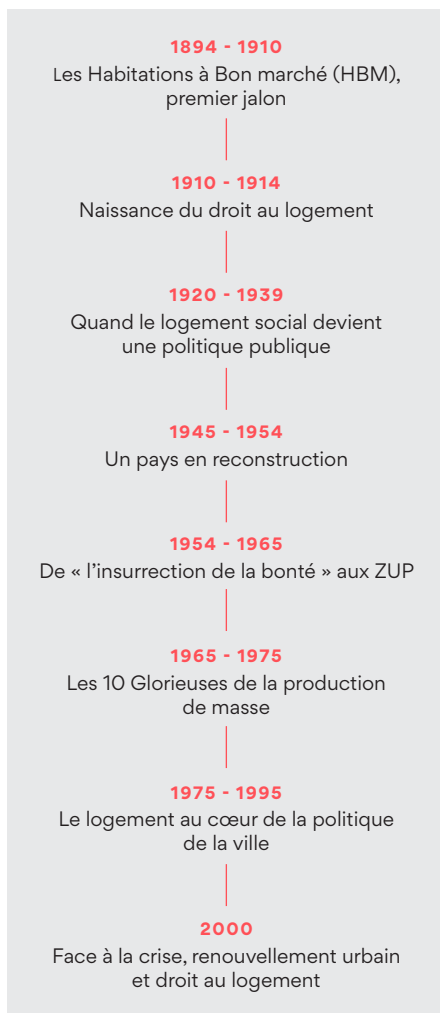 1894 - 1910
Les Habitations à Bon marché (HBM),
premier jalon
1910 - 1914
Naissance du droit au logement
1920 - 1939
Quand le logement social devient
une politique publique
1945 - 1954
Un pays en reconstruction
1954 - 1965
De « l’insurrection de la bonté » aux ZUP
1965 - 1975
Les 10 Glorieuses de la production
de masse
1975 - 1995
Le logement au cœur de la politique
de la ville
2000
Face à la crise, renouvellement urbain
et droit au logement